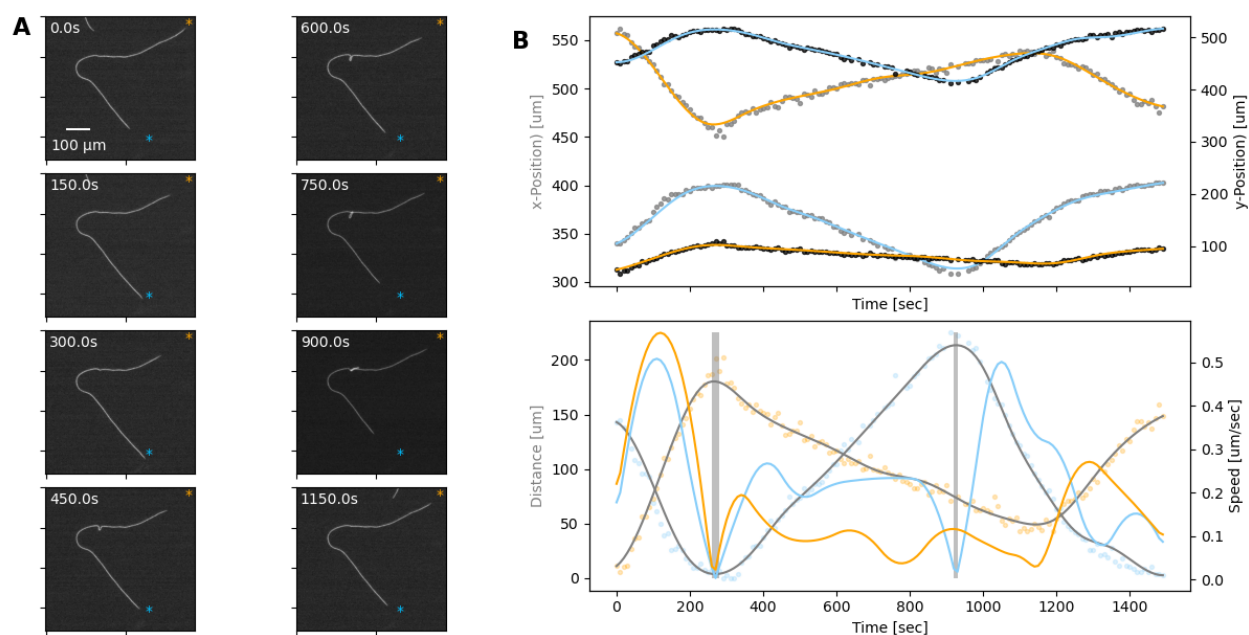 A
0.0s
*
100 µm
*
600.0s
*
*
150.0s
*
*
750.0s
*
*
300.0s
*
*
900.0s
*
*
450.0s
*
*
1150.0s
*
*
B
550
500
450
400
350
300
x-Position) [um]
500
400
300
200
100
y-Position) [um]
Time [sec]
200
150
100
50
0
Distance [um]
0.5
0.4
0.3
0.2
0.1
0.0
Speed [um/sec]
0 200 400 600 800 1000 1200 1400
Time [sec]